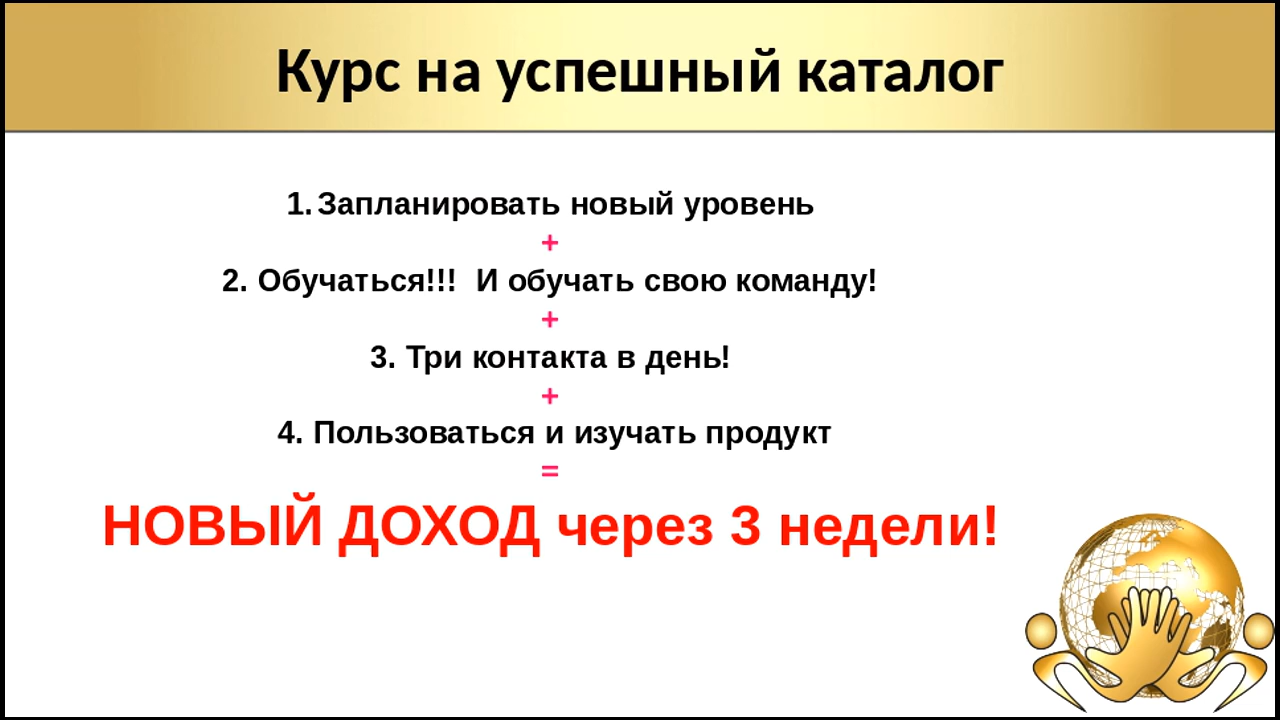 Курс на успешный каталог
1. Запланировать новый уровень
+
2. Обучаться!!! И обучать свою команду!
+
3. Три контакта в день!
+
4. Пользоваться и изучать продукт
=
НОВЫЙ ДОХОД через 3 недели!